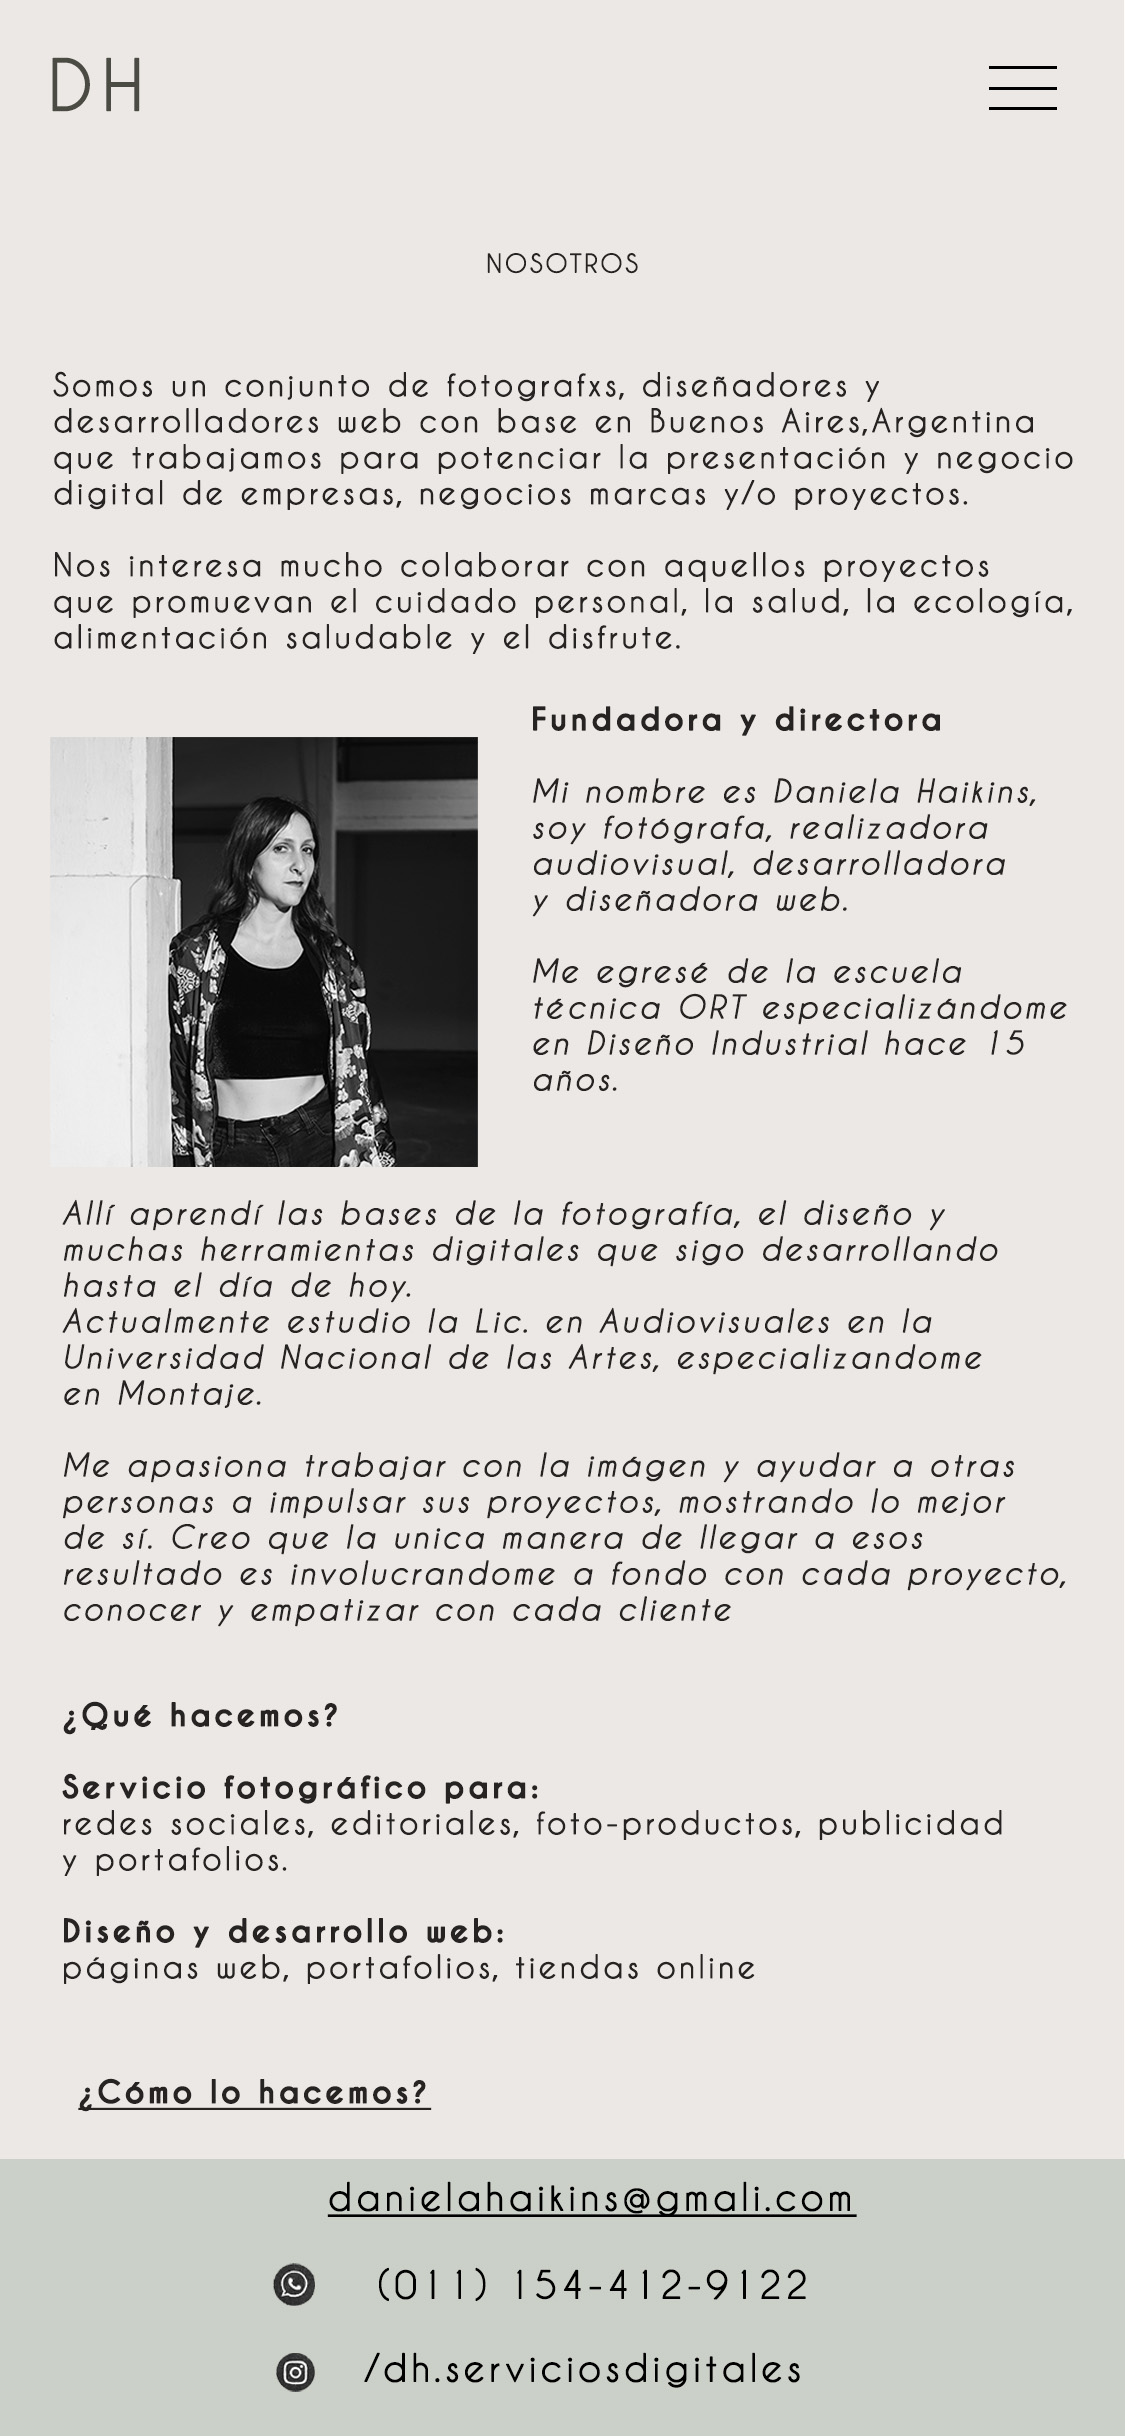 DH
NOSOTROS
Somos un conjunto de fotografxs, diseñadores y
desarrolladores web con base en Buenos Aires,Argentina
que trabajamos para potenciar la presentación y negocio
digital de empresas, negocios marcas y/o proyectos.
Nos interesa mucho colaborar con aquellos proyectos
que promuevan el cuidado personal, la salud, la ecología,
alimentación saludable y el disfrute.
Fundadora y directora
Mi nombre es Daniela Haikins,
soy fotógrafa, realizadora
audiovisual, desarrolladora
y diseñadora web.
Me egresé de la escuela
técnica ORT especializándome
en Diseño Industrial hace 15
años.
Allí aprendí las bases de la fotografía, el diseño y
muchas herramientas digitales que sigo desarrollando
hasta el día de hoy.
Actualmente estudio la Lic. en Audiovisuales en la
Universidad Nacional de las Artes, especializandome
en Montaje.
Me apasiona trabajar con la imágen y ayudar a otras
personas a impulsar sus proyectos, mostrando lo mejor
de sí. Creo que la unica manera de llegar a esos
resultado es involucrandome a fondo con cada proyecto,
conocer y empatizar con cada cliente
¿Qué hacemos?
Servicio fotográfico para:
redes sociales, editoriales, foto-productos, publicidad
y portafolios.
Diseño y desarrollo web:
páginas web, portafolios, tiendas online
¿Cómo lo hacemos?
danielahaikins@gmali.com
(011) 154-412-9122
/dh.serviciosdigitales